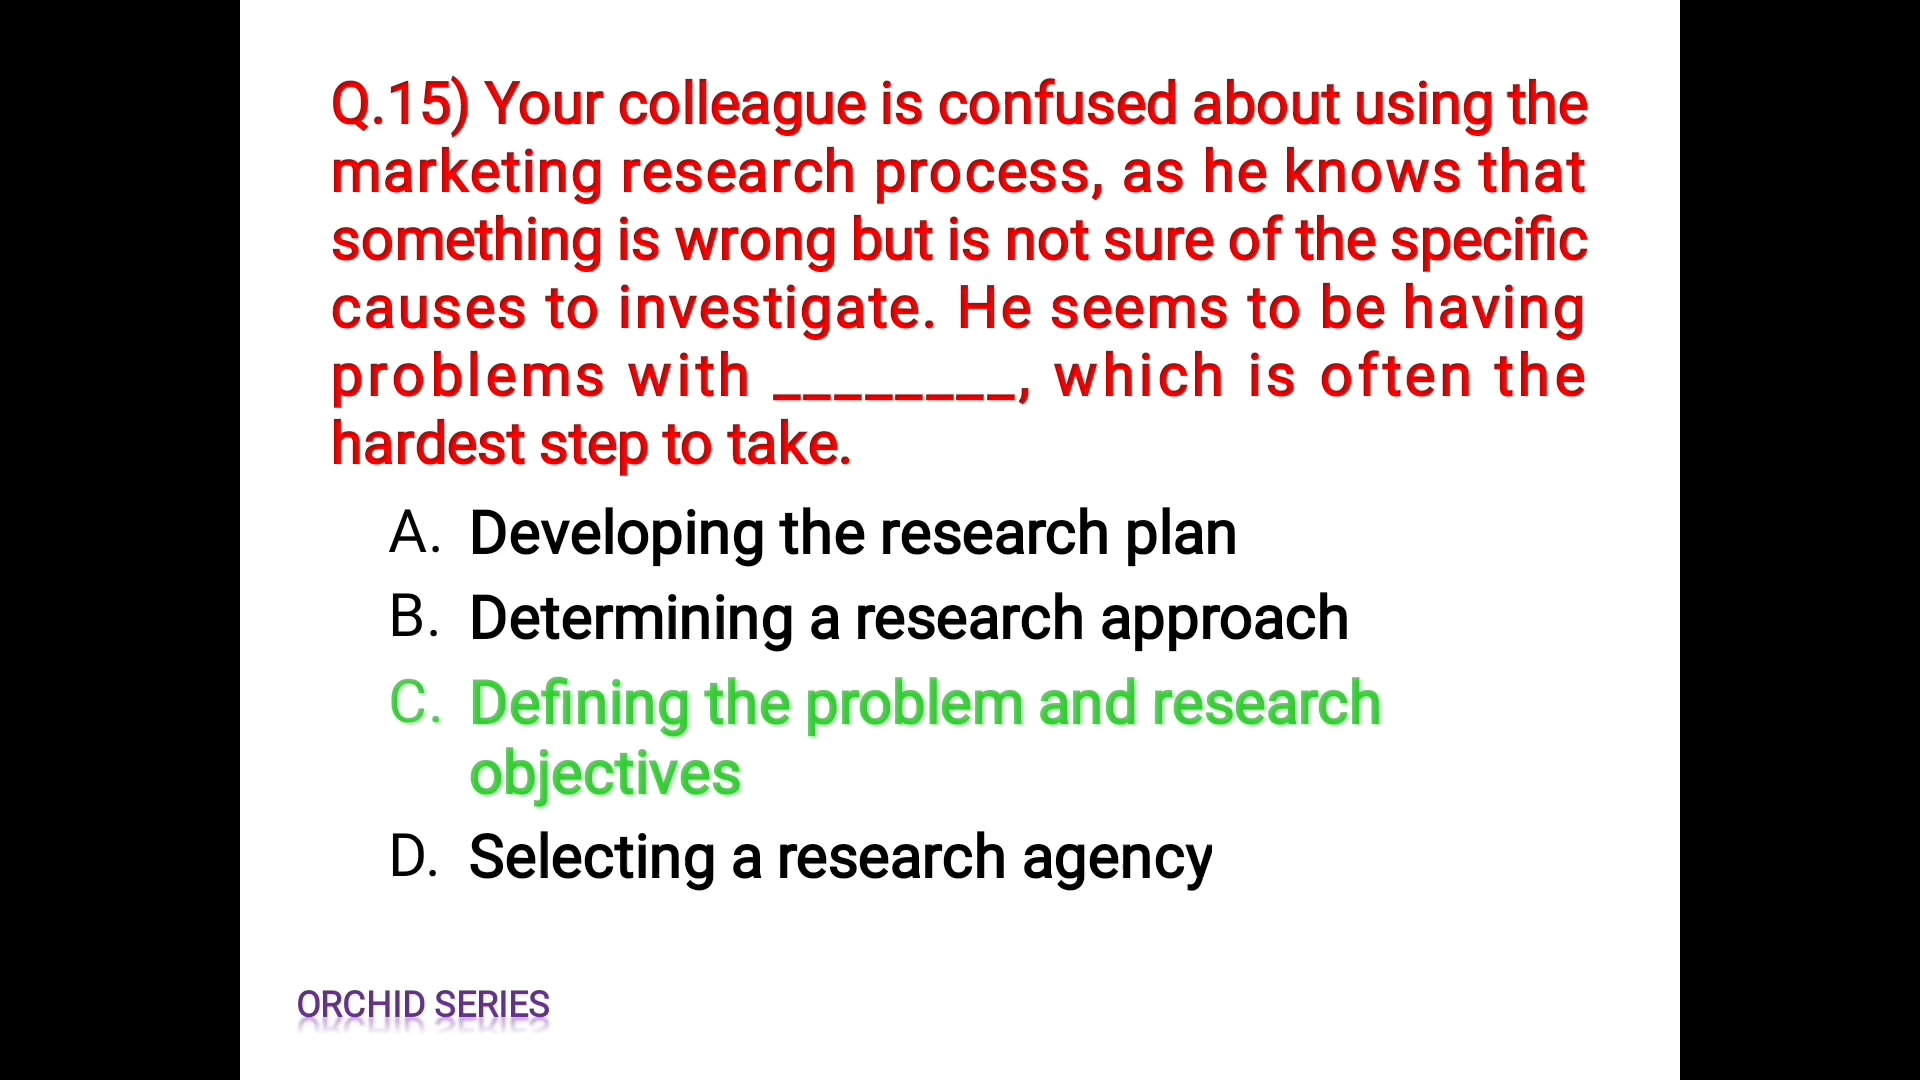 Q.15) Your colleague is confused about using the
marketing research process, as he knows that
something is wrong but is not sure of the specific
causes to investigate. He seems to be having
problems with ________, which is often the
hardest step to take.
A. Developing the research plan
B. Determining a research approach
C. Defining the problem and research
objectives
D. Selecting a research agency
ORCHID SERIES